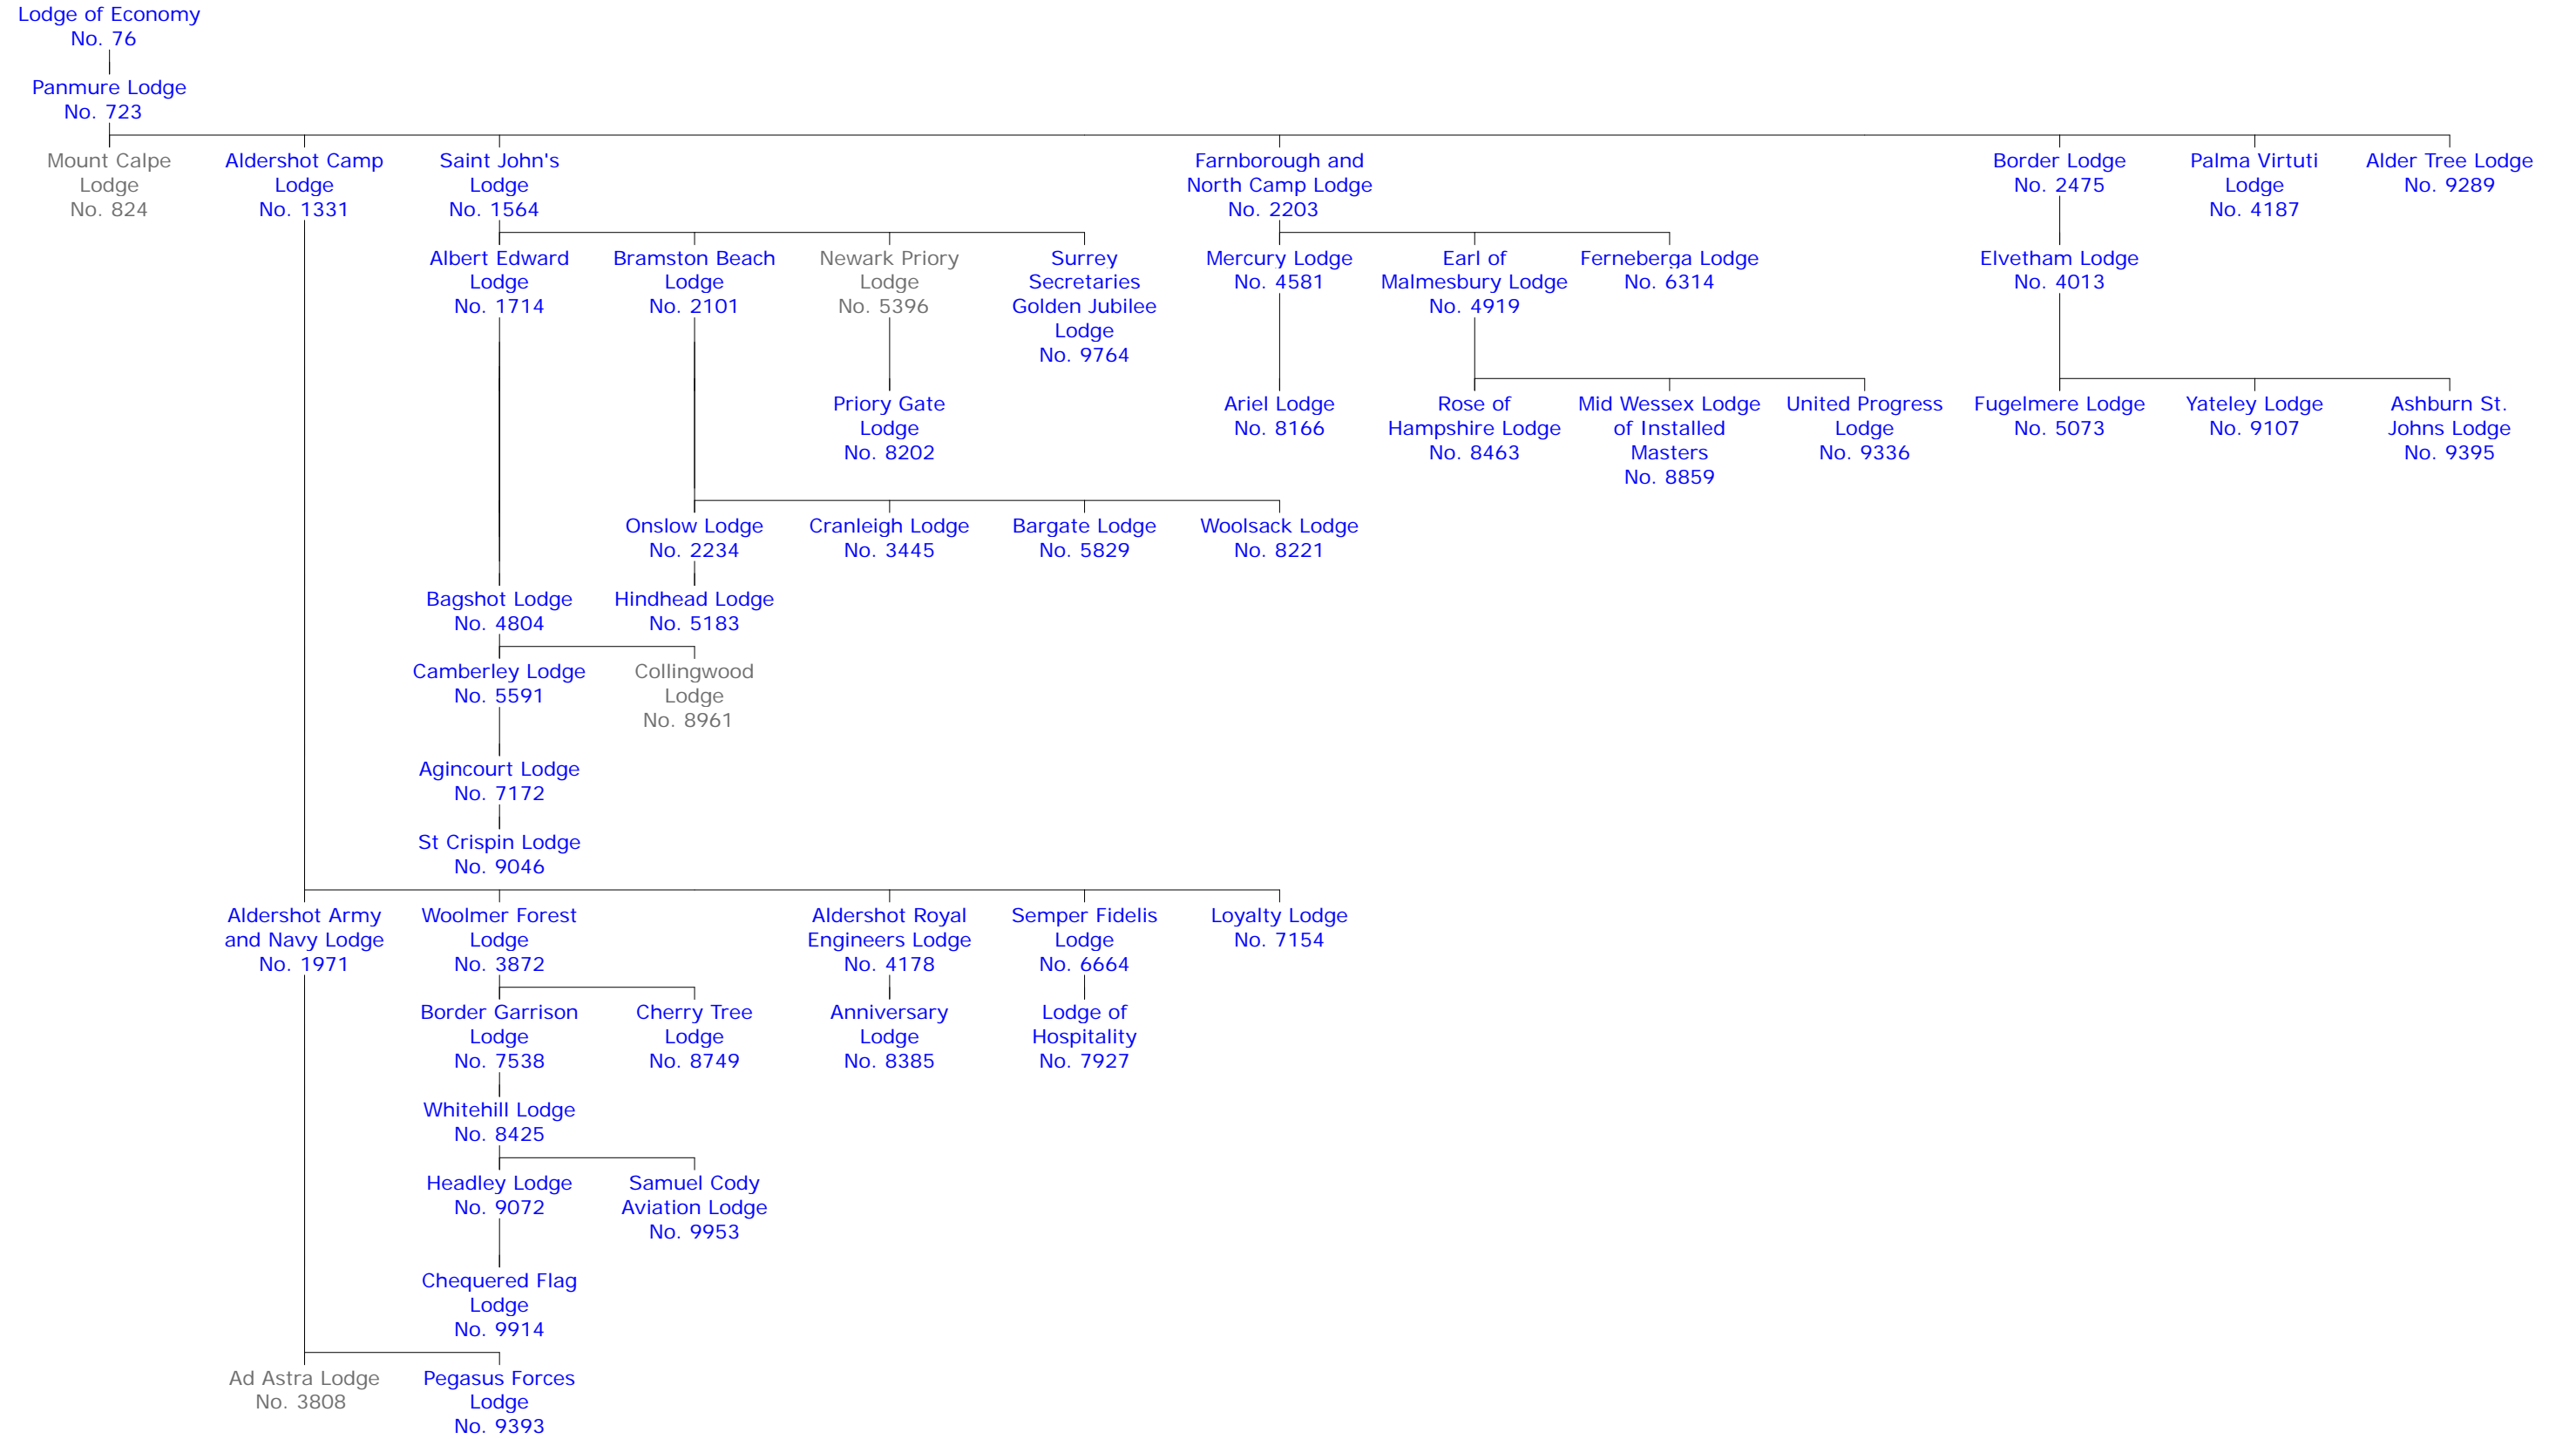 Lodge of Economy
No. 76
Panmure Lodge
No. 723
Mount Calpe
Lodge
No. 824
Aldershot Camp
Lodge
No. 1331
Saint John's
Lodge
No. 1564
Farnborough and
North Camp Lodge
No. 2203
Border Lodge
No. 2475
Palma Virtuti
Lodge
No. 4187
Alder Tree Lodge
No. 9289
Albert Edward
Lodge
No. 1714
Bramston Beach
Lodge
No. 2101
Newark Priory
Lodge
No. 5396
Surrey
Secretaries
Golden Jubilee
Lodge
No. 9764
Mercury Lodge
No. 4581
Earl of
Malmesbury Lodge
No. 4919
Ferneberga Lodge
No. 6314
Elvetham Lodge
No. 4013
Priory Gate
Lodge
No. 8202
Ariel Lodge
No. 8166
Rose of
Hampshire Lodge
No. 8463
Mid Wessex Lodge
of Installed
Masters
No. 8859
United Progress
Lodge
No. 9336
Fugelmere Lodge
No. 5073
Yateley Lodge
No. 9107
Ashburn St.
Johns Lodge
No. 9395
Onslow Lodge
No. 2234
Cranleigh Lodge
No. 3445
Bargate Lodge
No. 5829
Woolsack Lodge
No. 8221
Bagshot Lodge
No. 4804
Hindhead Lodge
No. 5183
Camberley Lodge
No. 5591
Collingwood
Lodge
No. 8961
Agincourt Lodge
No. 7172
St Crispin Lodge
No. 9046
Aldershot Army
and Navy Lodge
No. 1971
Woolmer Forest
Lodge
No. 3872
Aldershot Royal
Engineers Lodge
No. 4178
Semper Fidelis
Lodge
No. 6664
Loyalty Lodge
No. 7154
Border Garrison
Lodge
No. 7538
Cherry Tree
Lodge
No. 8749
Anniversary
Lodge
No. 8385
Lodge of
Hospitality
No. 7927
Whitehill Lodge
No. 8425
Headley Lodge
No. 9072
Samuel Cody
Aviation Lodge
No. 9953
Chequered Flag
Lodge
No. 9914
Ad Astra Lodge
No. 3808
Pegasus Forces
Lodge
No. 9393